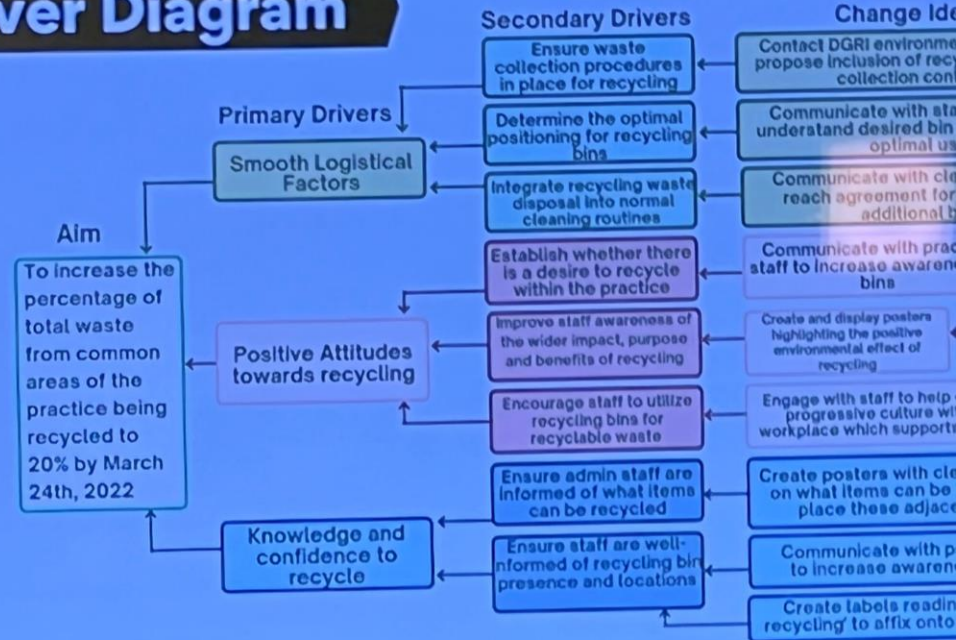 ver Diagram
Secondary Drivers
Change Ide
Primary Drivers
Aim
To increase the
percentage of
total waste
from common
areas of the
practice being
recycled to
20% by March
24th, 2022
Smooth Logistical
Factors
Positive Attitudes
towards recycling
Knowledge and
confidence to
recycle
Ensure waste
collection procedures
in place for recycling
Determine the optimal
positioning for recycling
bins
Integrate recycling waste
disposal into normal
cleaning routines
Establish whether there
is a desire to recycle
within the practice
Improve staff awareness of
the wider impact, purpose
and benefits of recycling
Encourage staff to utilize
recycling bins for
recyclable waste
Ensure admin staff are
informed of what items
can be recycled
Ensure staff are well-
nformed of recycling bin
presence and locations
Contact DGRI environme
propose inclusion of recy
collection cont
Communicate with sta
understand desired bin
optimal us
Communicate with cle
reach agreement for
additional b
Communicate with prac
staff to increase awaren
bins
Create and display posters
highlighting the positive
environmental effect of
recycling
Engage with staff to help
progressive culture wi
workplace which support
Create posters with cle
on what items can be
place these adjac
Communicate with p
to increase awaren
Create labels readin
recycling' to affix onto